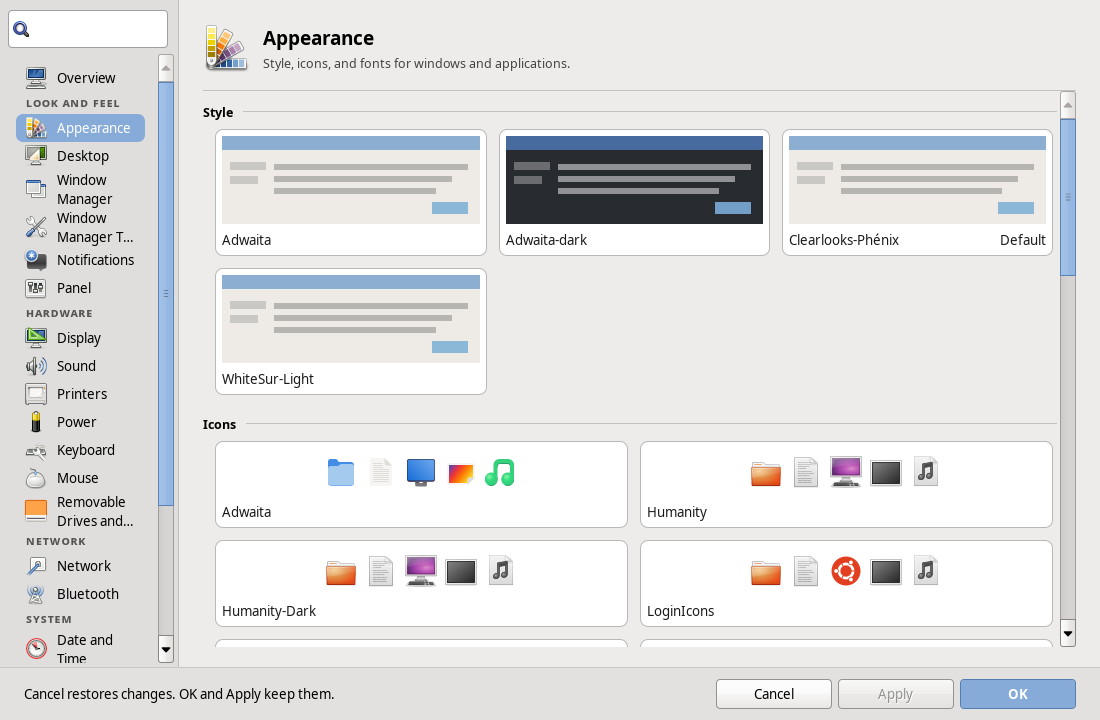 Overview
LOOK AND FEEL
Appearance
Desktop
Window
Manager
Window
Manager T...
Notifications
Panel
HARDWARE
Display
Sound
Printers
Power
Keyboard
Mouse
Removable
Drives and...
NETWORK
Network
Bluetooth
SYSTEM
Date and
Time
Appearance
Style, icons, and fonts for windows and applications.
Style
Adwaita
Adwaita-dark
Clearlooks-Phénix Default
WhiteSur-Light
Icons
Adwaita
Humanity
Humanity-Dark
LoginIcons
Cancel restores changes. OK and Apply keep them.
Cancel
Apply
OK